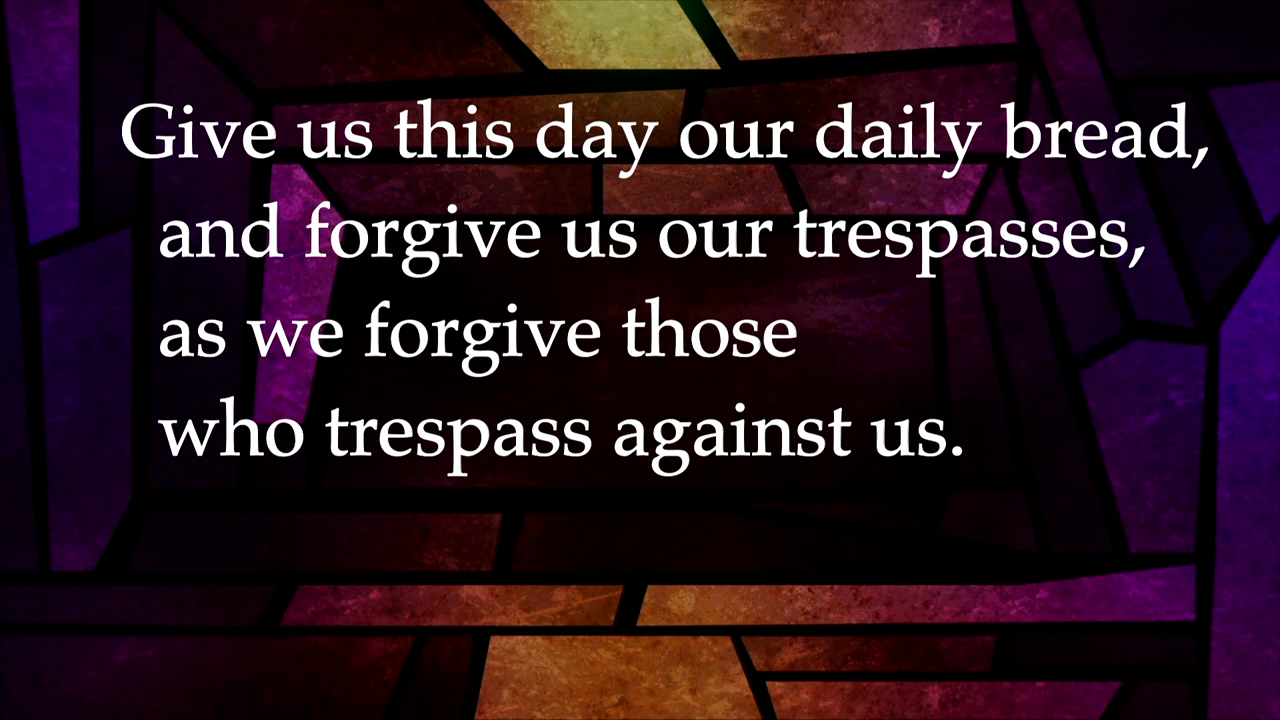 Give us this day our daily bread,
and forgive us our trespasses,
as we forgive those
who trespass against us.